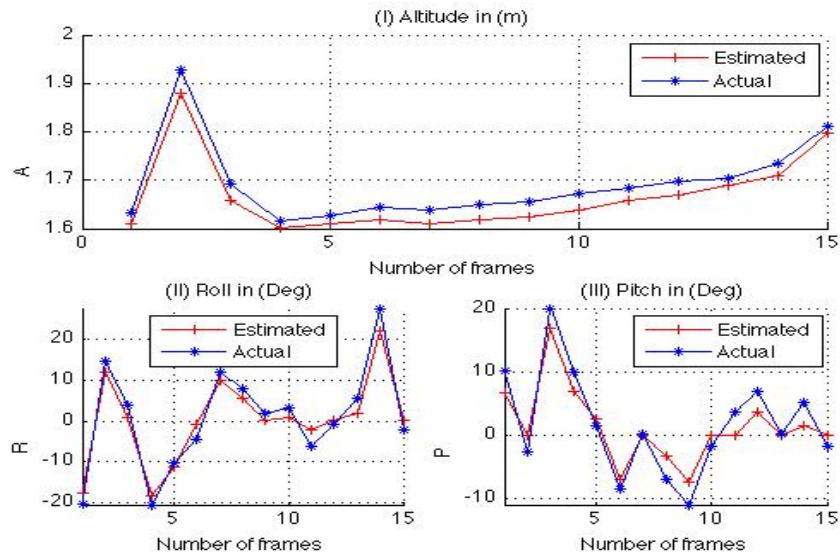 (I) Altitude in (m)
2
1.9
1.8
1.7
1.6
A
Estimated
Actual
0
5
10
15
Number of frames
(II) Roll in (Deg)
20
10
0
-10
-20
R
Estimated
Actual
5
10
15
Number of frames
(III) Pitch in (Deg)
20
10
0
-10
P
Estimated
Actual
5
10
15
Number of frames